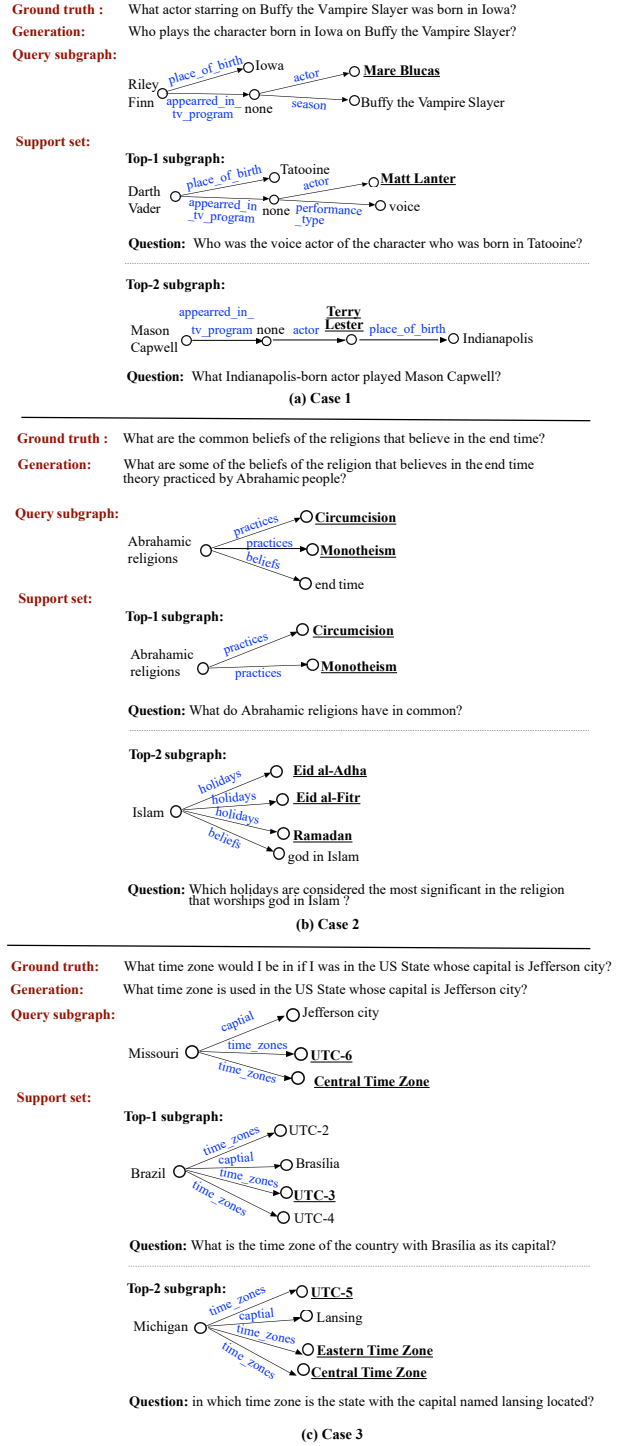 Ground truth : What actor starring on Buffy the Vampire Slayer was born in Iowa?
Generation: Who plays the character born in Iowa on Buffy the Vampire Slayer?
Query subgraph:
place_of_birth
Iowa
Riley
Finn
actor
Mare Blucas
appearred_in_
tv_program
none
season
Buffy the Vampire Slayer
Support set:
Top-1 subgraph:
place_of_birth
Tatooine
Darth
Vader
actor
Matt Lanter
appearred_in
_tv_program
none
performance
_type
voice
Question: Who was the voice actor of the character who was born in Tatooine?
Top-2 subgraph:
appearred_in_
tv_program
Mason
Capwell
none
actor
Terry
Lester
place_of_birth
Indianapolis
Question: What Indianapolis-born actor played Mason Capwell?
(a) Case 1
Ground truth : What are the common beliefs of the religions that believe in the end time?
Generation: What are some of the beliefs of the religion that believes in the end time
theory practiced by Abrahamic people?
Query subgraph:
practices
Circumcision
Abrahamic
religions
practices
Monotheism
beliefs
end time
Support set:
Top-1 subgraph:
practices
Circumcision
Abrahamic
religions
practices
Monotheism
Question: What do Abrahamic religions have in common?
Top-2 subgraph:
holidays
Eid al-Adha
holidays
Eid al-Fitr
Islam
holidays
Ramadan
beliefs
god in Islam
Question: Which holidays are considered the most significant in the religion
that worships god in Islam ?
(b) Case 2
Ground truth: What time zone would I be in if I was in the US State whose capital is Jefferson city?
Generation: What time zone is used in the US State whose capital is Jefferson city?
Query subgraph:
captial
Jefferson city
Missouri
time_zones
UTC-6
time_zones
Central Time Zone
Support set:
Top-1 subgraph:
time_zones
UTC-2
captial
Brasília
Brazil
time_zones
UTC-3
time_zones
UTC-4
Question: What is the time zone of the country with Brasília as its capital?
Top-2 subgraph:
time_zones
UTC-5
captial
Lansing
Michigan
time_zones
Eastern Time Zone
time_zones
Central Time Zone
Question: in which time zone is the state with the capital named lansing located?
(c) Case 3